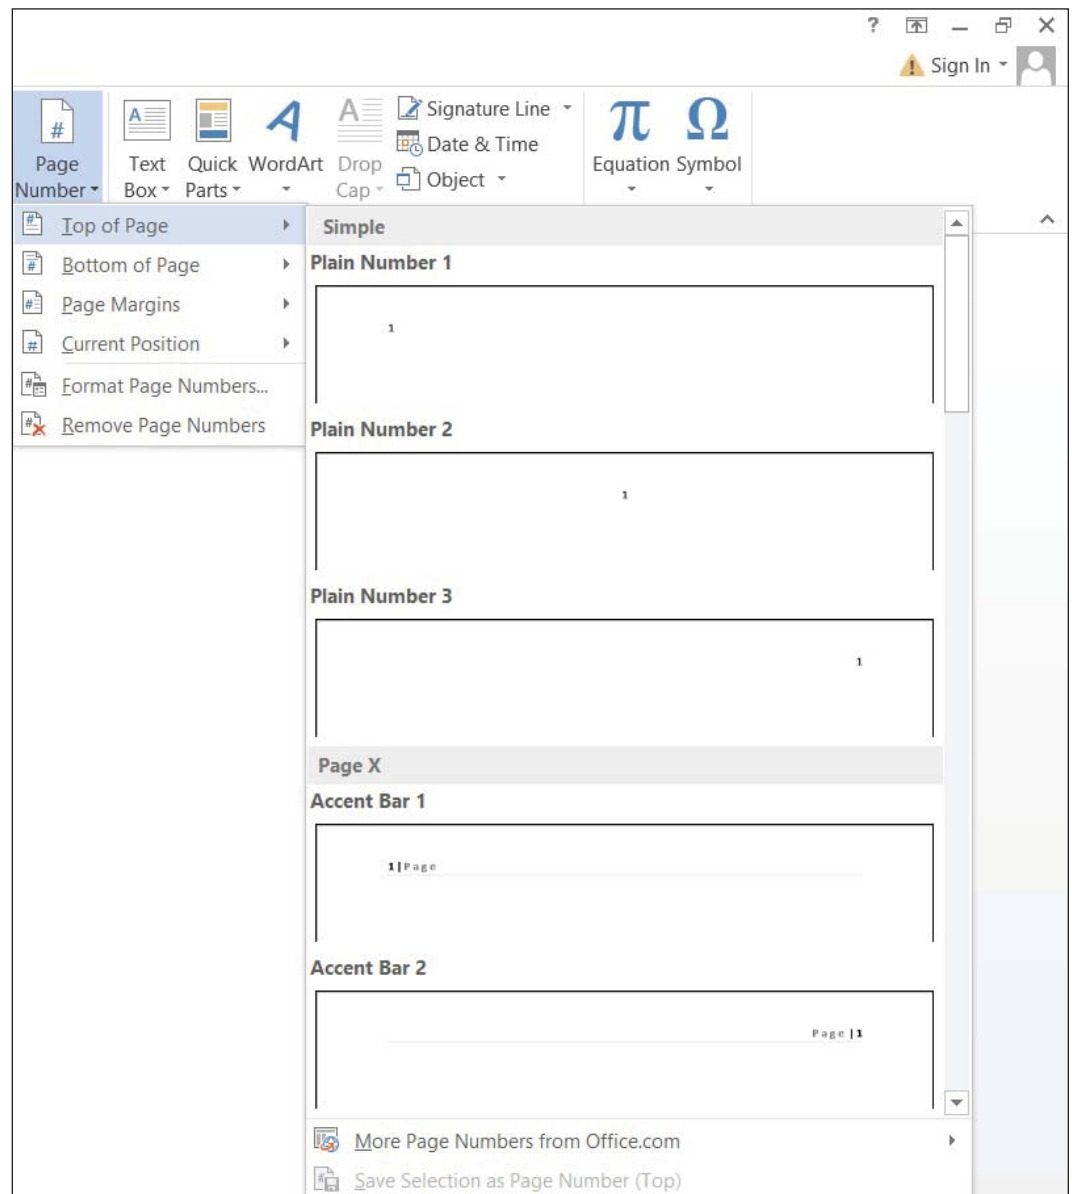 ?
Sign In
#
A
A
A
Signature Line
π
Ω
Date & Time
Page
Number
Text
Box
Quick
Parts
WordArt
Drop
Cap
Object
Equation
Symbol
Top of Page
Bottom of Page
Page Margins
Current Position
Format Page Numbers...
Remove Page Numbers
Simple
Plain Number 1
1
Plain Number 2
1
Plain Number 3
1
Page X
Accent Bar 1
1|Page
Accent Bar 2
Page|1
More Page Numbers from Office.com
Save Selection as Page Number (Top)